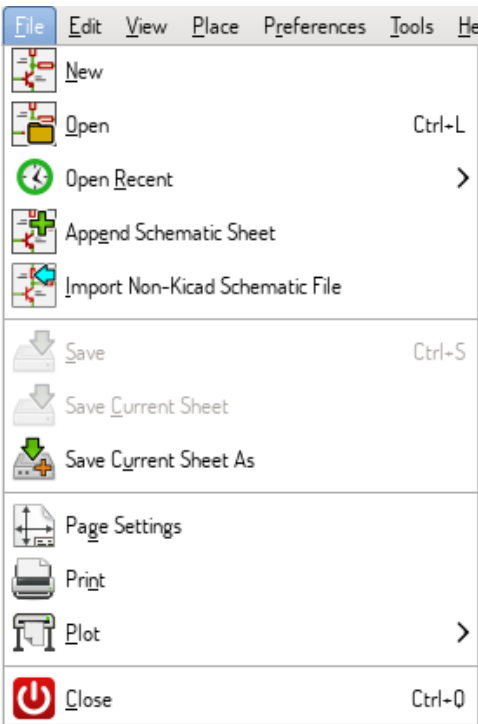 File Edit View Place Preferences Tools He
New
Open Ctrl+L
Open Recent
Append Schematic Sheet
Import Non-Kicad Schematic File
Save Ctrl+S
Save Current Sheet
Save Current Sheet As
Page Settings
Print
Plot
Close Ctrl+Q